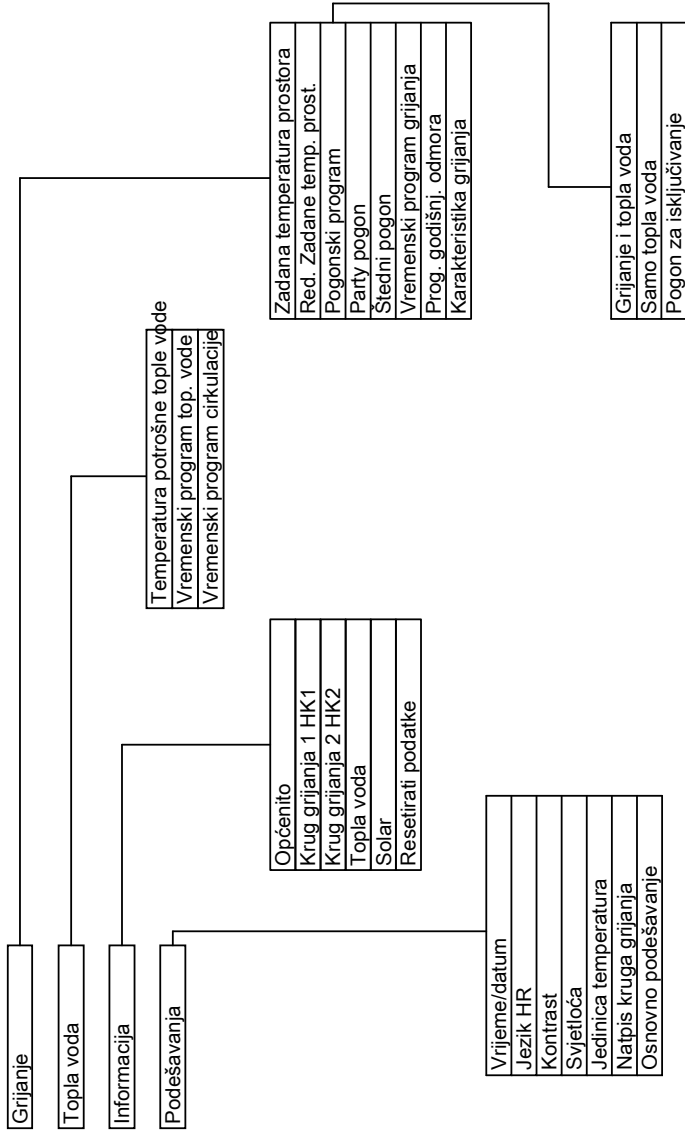 Grijanje
Topla voda
Informacija
Podešavanja
Zadana temperatura prostora
Red. Zadane temp. prost.
Pogonski program
Party pogon
Štedni pogon
Vremenski program grijanja
Prog. godišnj. odmora
Karakteristika grijanja
Grijanje i topla voda
Samo topla voda
Pogon za isključivanje
Temperatura potrošne tople vode
Vremenski program top. vode
Vremenski program cirkulacije
Općenito
Krug grijanja 1 HK1
Krug grijanja 2 HK2
Topla voda
Solar
Resetirati podatke
Vrijeme/datum
Jezik HR
Kontrast
Svjetloća
Jedinica temperatura
Natpis kruga grijanja
Osnovno podešavanje